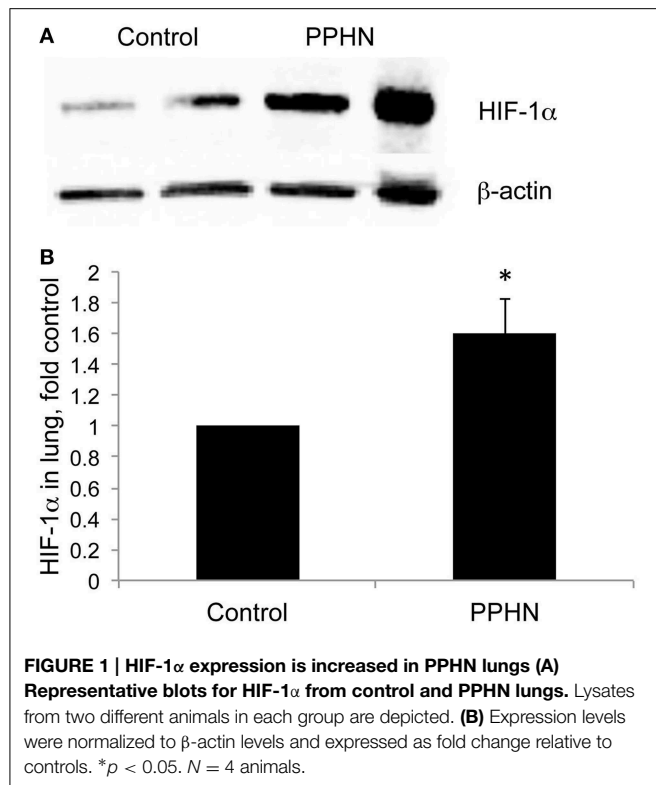 A
Control PPHN
HIF-1α
β-actin
B
2
*
1.8
1.6
1.4
1.2
1
0.8
0.6
0.4
0.2
0
HIF-1α in lung, fold control
Control PPHN
FIGURE 1 | HIF-1α expression is increased in PPHN lungs (A)
Representative blots for HIF-1α from control and PPHN lungs. Lysates
from two different animals in each group are depicted. (B) Expression levels
were normalized to β-actin levels and expressed as fold change relative to
controls. *p < 0.05. N = 4 animals.